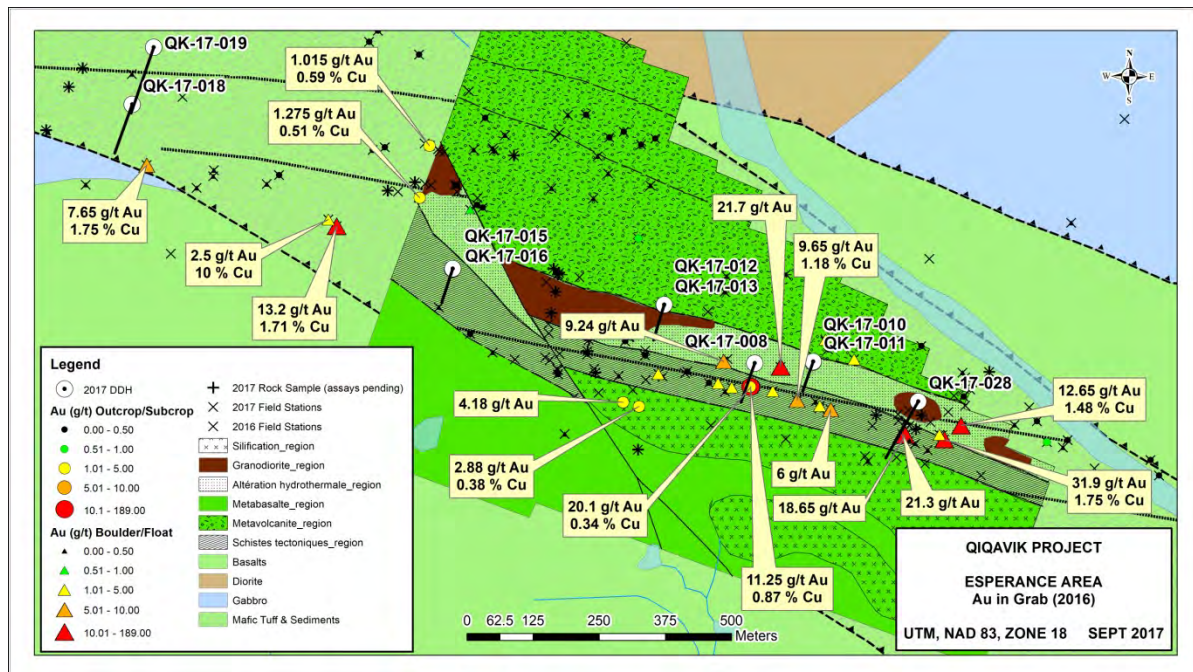 QK-17-019
QK-17-018
1.015 g/t Au
0.59 % Cu
1.275 g/t Au
0.51 % Cu
N
W
E
S
7.65 g/t Au
1.75 % Cu
2.5 g/t Au
10 % Cu
13.2 g/t Au
1.71 % Cu
QK-17-015
QK-17-016
21.7 g/t Au
9.65 g/t Au
1.18 % Cu
QK-17-012
QK-17-013
9.24 g/t Au
QK-17-008
QK-17-010
QK-17-011
QK-17-028
12.65 g/t Au
1.48 % Cu
4.18 g/t Au
2.88 g/t Au
0.38 % Cu
20.1 g/t Au
0.34 % Cu
6 g/t Au
18.65 g/t Au
21.3 g/t Au
31.9 g/t Au
1.75 % Cu
11.25 g/t Au
0.87 % Cu
Legend
2017 DDH
Au (g/t) Outcrop/Subcrop
0.00 - 0.50
0.51 - 1.00
1.01 - 5.00
5.01 - 10.00
10.1 - 189.00
Au (g/t) Boulder/Float
0.00 - 0.50
0.51 - 1.00
1.01 - 5.00
5.01 - 10.00
10.01 - 189.00
2017 Rock Sample (assays pending)
2017 Field Stations
2016 Field Stations
Silification_region
Granodiorite_region
Altération hydrothermale_region
Metabasalte_region
Metavolcanite_region
Schistes tectoniques_region
Basalts
Diorite
Gabbro
Mafic Tuff & Sediments
0 62.5 125 250 375 500
Meters
QIQAVIK PROJECT
ESPERANCE AREA
Au in Grab (2016)
UTM, NAD 83, ZONE 18 SEPT 2017